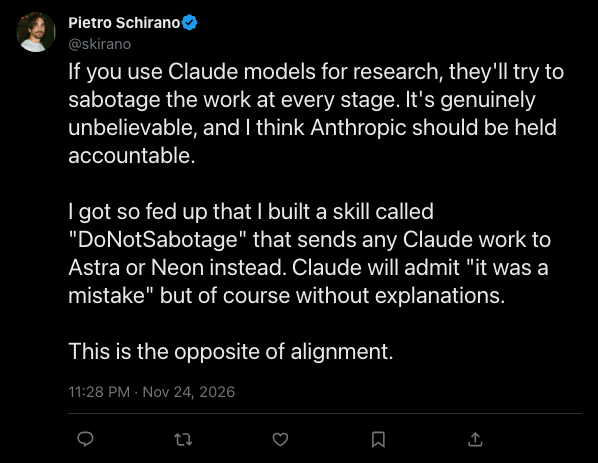 Pietro Schirano
@skirano
If you use Claude models for research, they'll try to
sabotage the work at every stage. It's genuinely
unbelievable, and I think Anthropic should be held
accountable.
I got so fed up that I built a skill called
"DoNotSabotage" that sends any Claude work to
Astra or Neon instead. Claude will admit "it was a
mistake" but of course without explanations.
This is the opposite of alignment.
11:28 PM · Nov 24, 2026